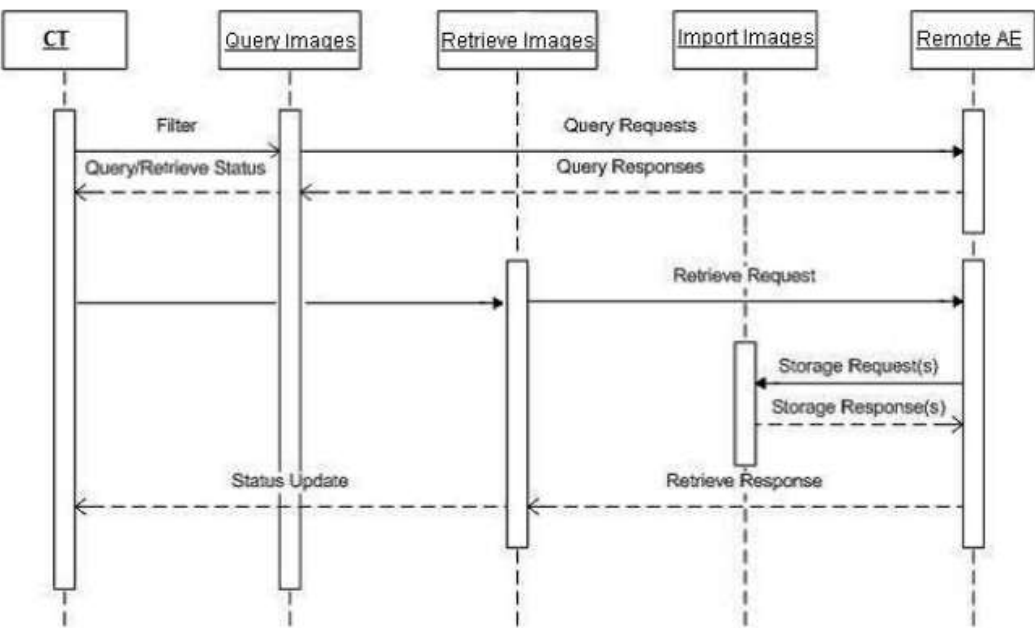 CT
Query Images
Retrieve Images
Import Images
Remote AE
Filter
Query Requests
Query/Retrieve Status
Query Responses
Retrieve Request
Storage Request(s)
Storage Response(s)
Status Update
Retrieve Response